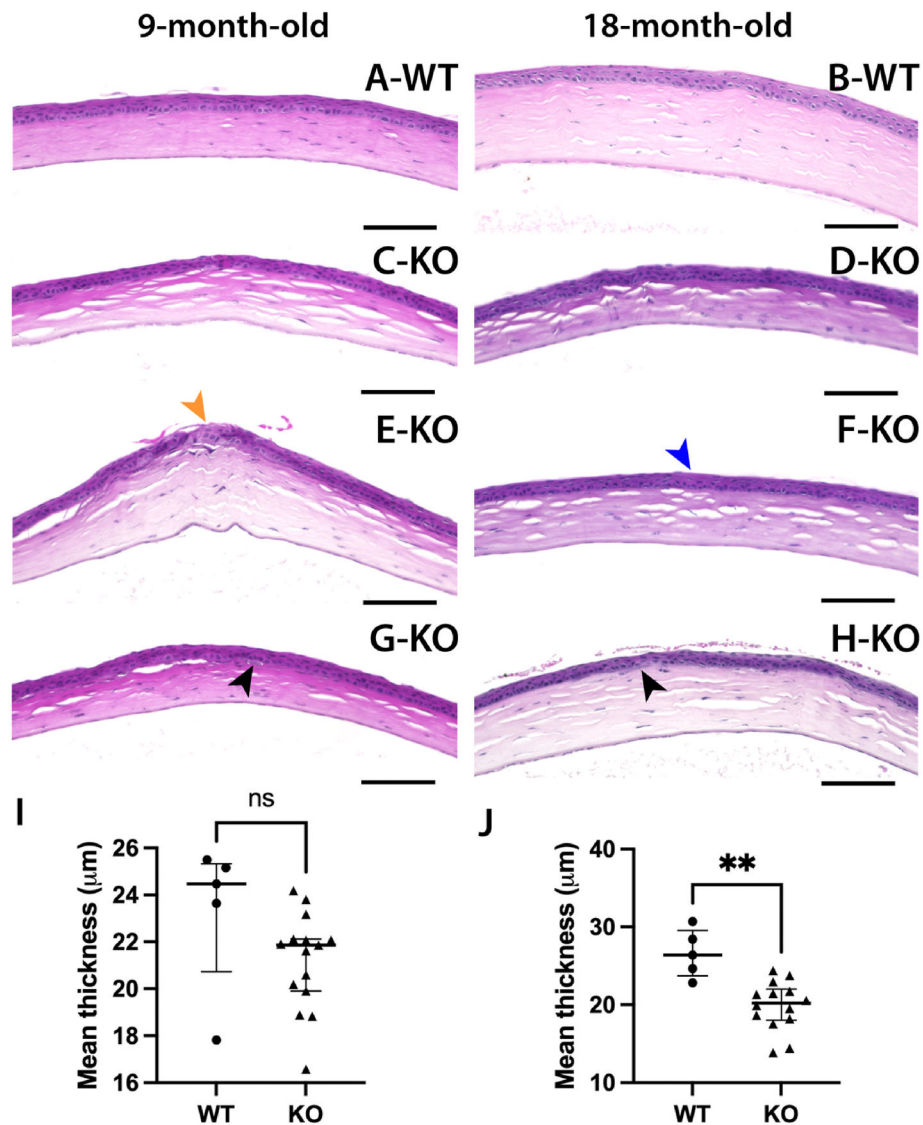 9-month-old 18-month-old
A-WT B-WT
C-KO D-KO
E-KO F-KO
G-KO H-KO
I
ns
Mean thickness (μm)
26
24
22
20
18
16
WT KO
J
**
Mean thickness (μm)
40
30
20
10
WT KO